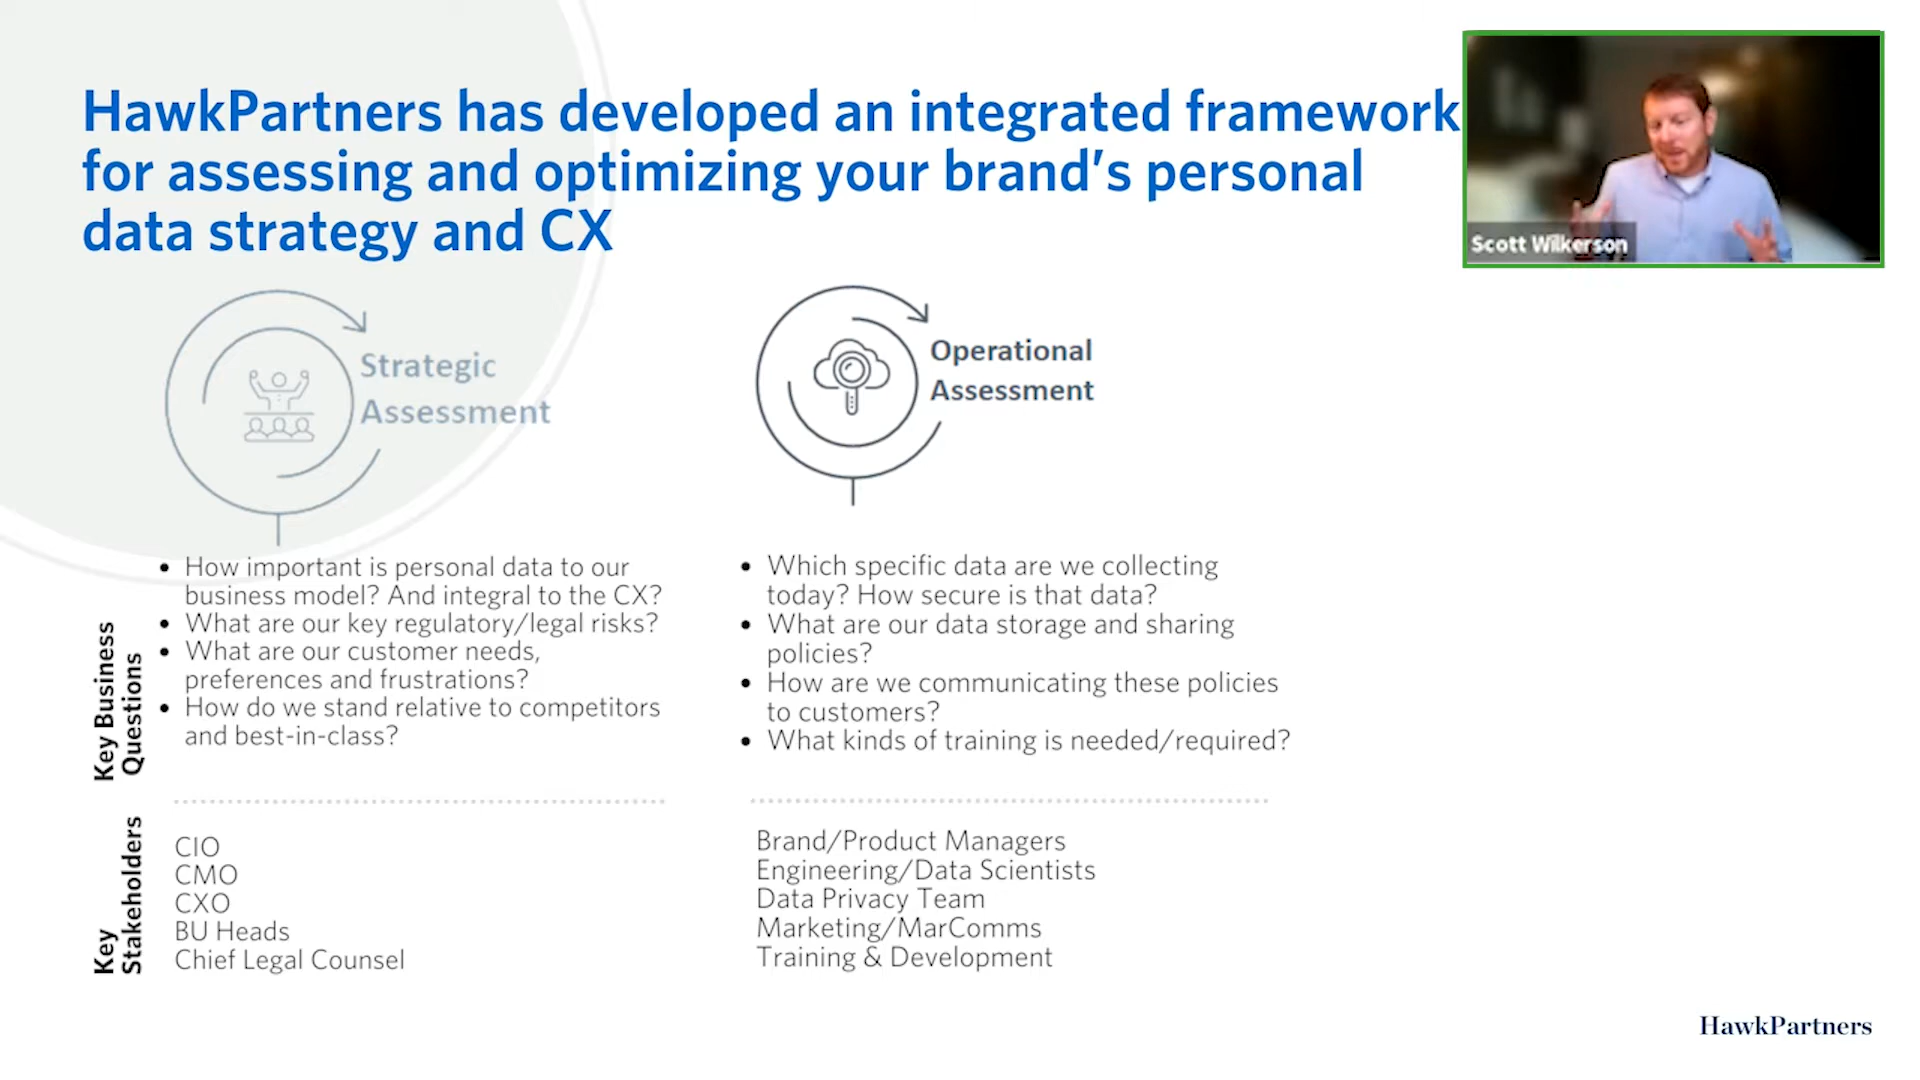 HawkPartners has developed an integrated framework
for assessing and optimizing your brand's personal
data strategy and CX
Scott Wilkerson
Strategic
Assessment
Operational
Assessment
Key Business
Questions
• How important is personal data to our
business model? And integral to the CX?
• What are our key regulatory/legal risks?
• What are our customer needs,
preferences and frustrations?
• How do we stand relative to competitors
and best-in-class?
• Which specific data are we collecting
today? How secure is that data?
• What are our data storage and sharing
policies?
• How are we communicating these policies
to customers?
• What kinds of training is needed/required?
Key
Stakeholders
CIO
CMO
CXO
BU Heads
Chief Legal Counsel
Brand/Product Managers
Engineering/Data Scientists
Data Privacy Team
Marketing/MarComms
Training & Development
HawkPartners